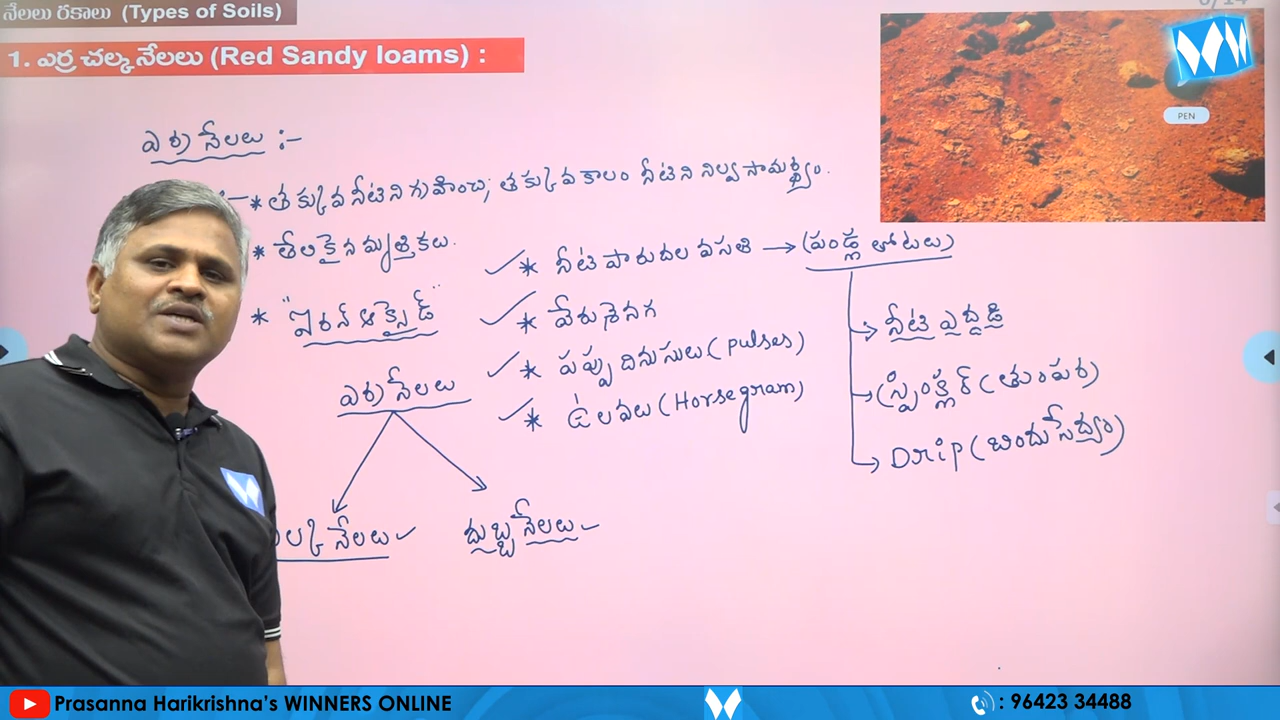 నేలలు రకాలు (Types of Soils)
1. ఎర్ర చల్క నేలలు (Red Sandy loams) :
PEN
ఎర్ర నేలలు :-
* తక్కువ నీటిని గ్రహించి; తక్కువ కాలం నీటిని నిల్వ సామర్థ్యం.
* తేలికైన మృత్తికలు.
* "ఐరన్ ఆక్సైడ్"
* నీటి పారుదల వసతి → (పండ్ల తోటలు)
* వేరుశెనగ
* పప్పు దినుసులు (pulses)
* ఉలవలు (Horsegram)
నీటి ఎద్దడి
స్ప్రింక్లర్ (తుంపర)
Drip (బిందుసేద్యం)
ఎర్ర నేలలు
నేలలు
దుబ్బ నేలలు
Prasanna Harikrishna's WINNERS ONLINE
: 96423 34488